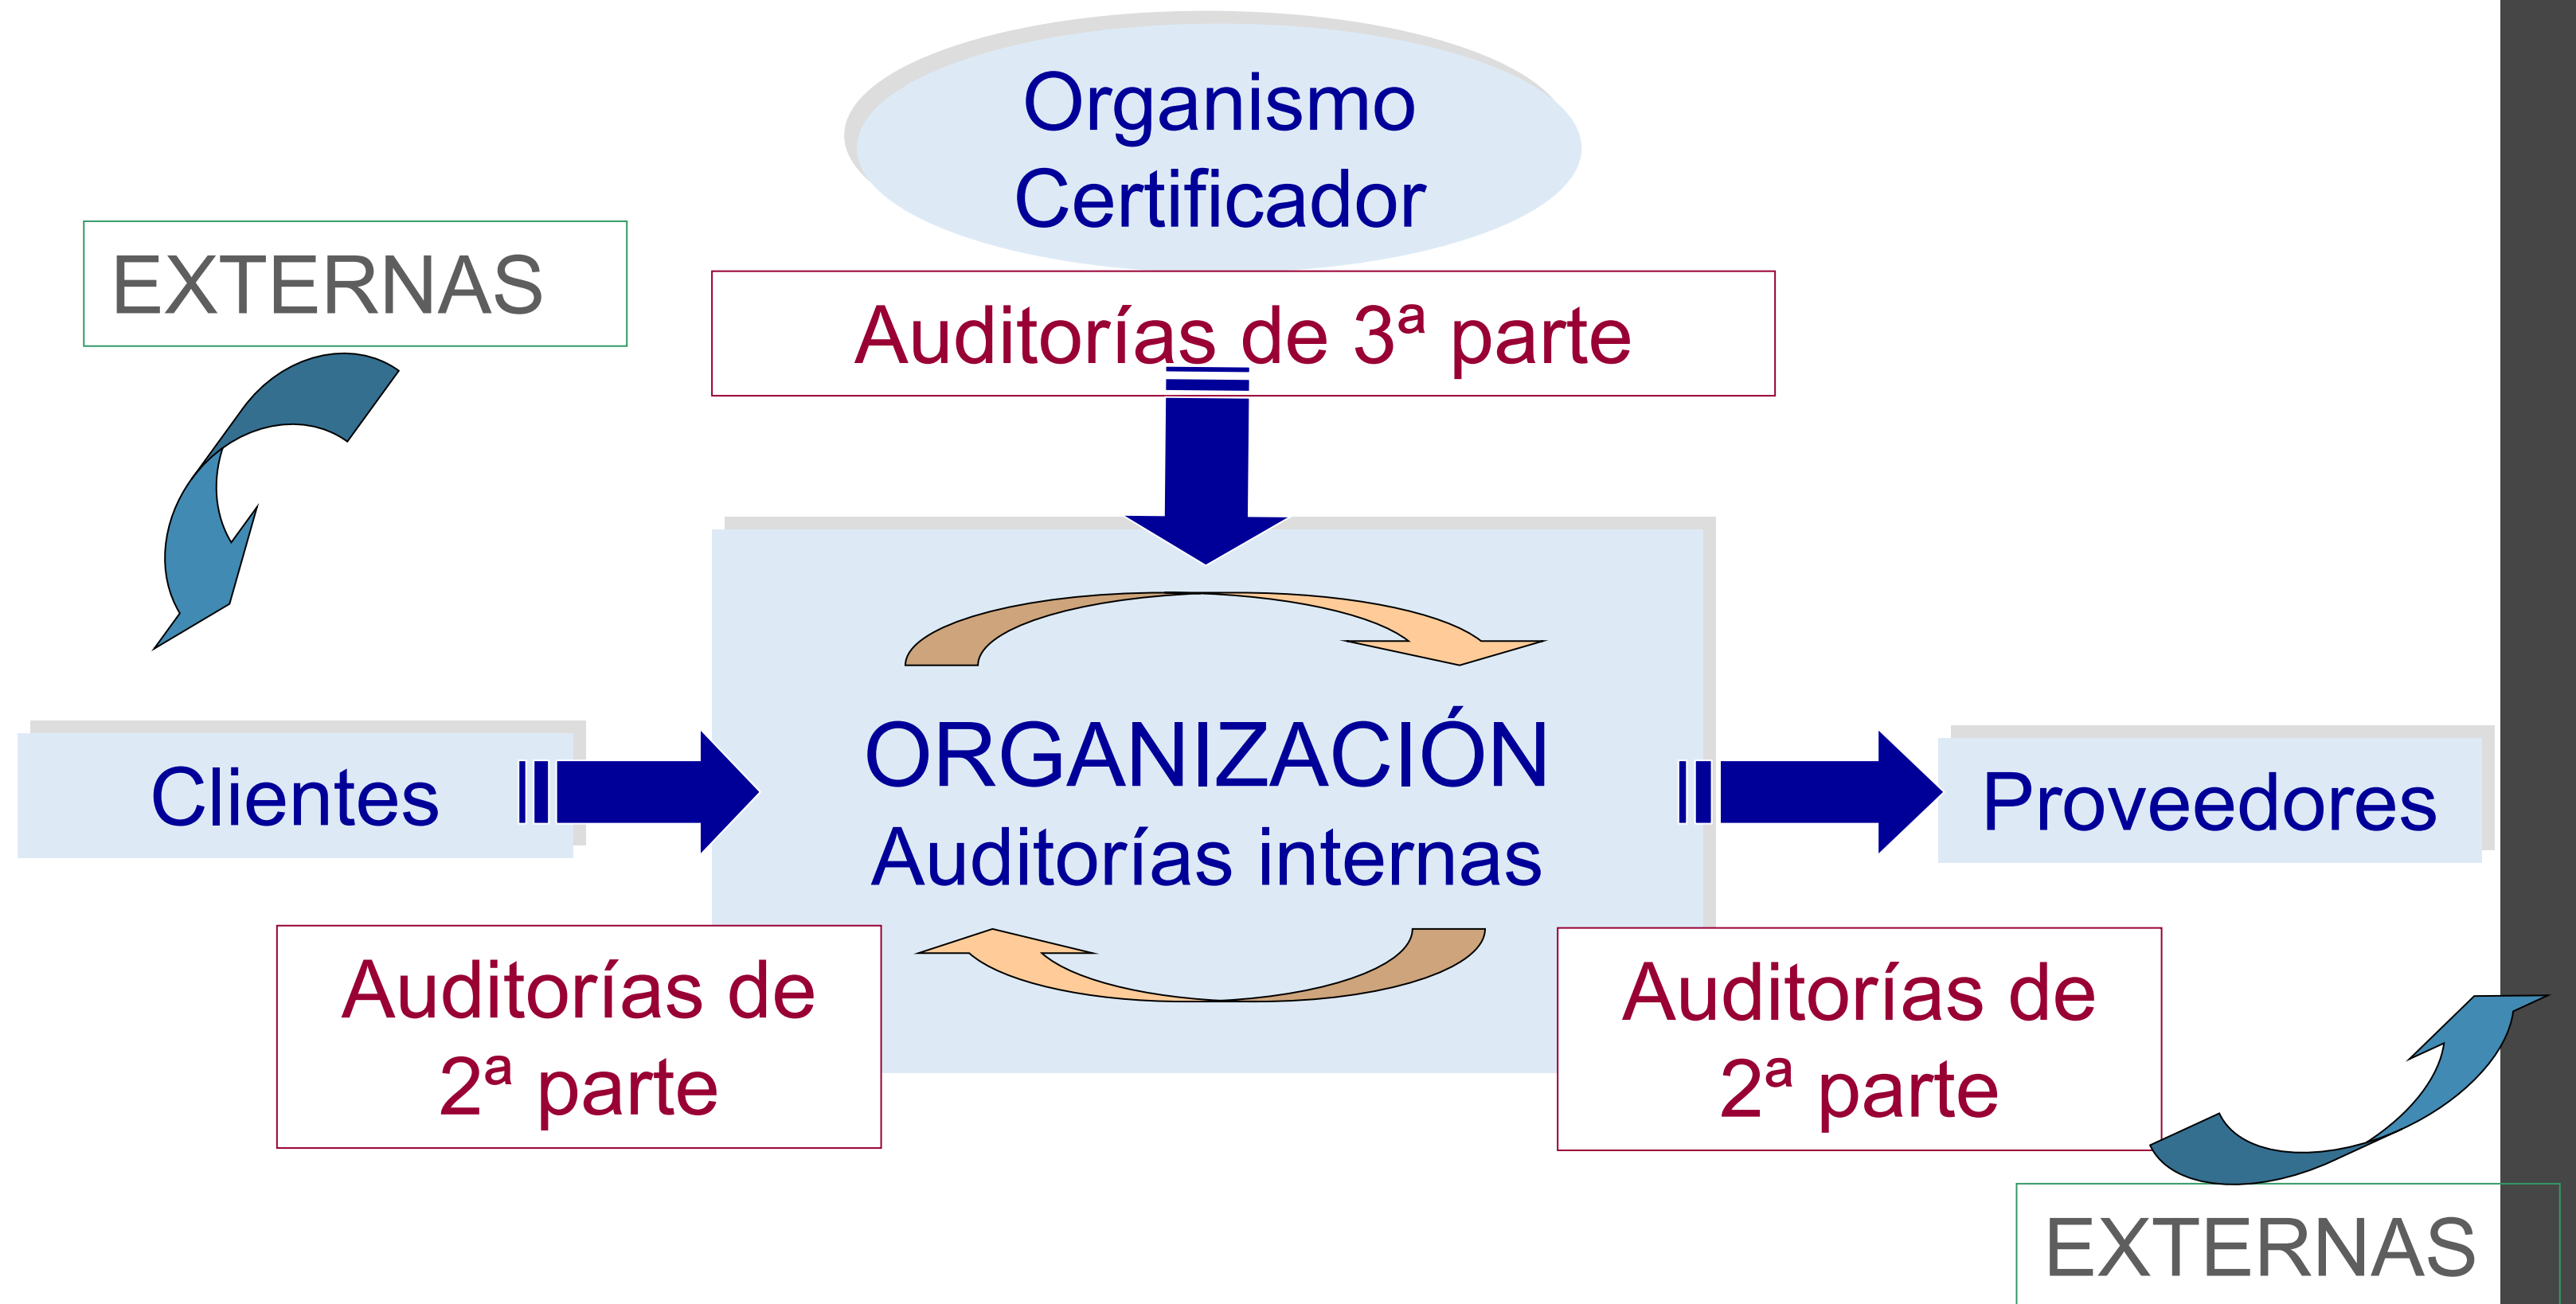 Organismo
Certificador
EXTERNAS
Auditorías de 3ª parte
ORGANIZACIÓN
Auditorías internas
Clientes
Proveedores
Auditorías de
2ª parte
Auditorías de
2ª parte
EXTERNAS